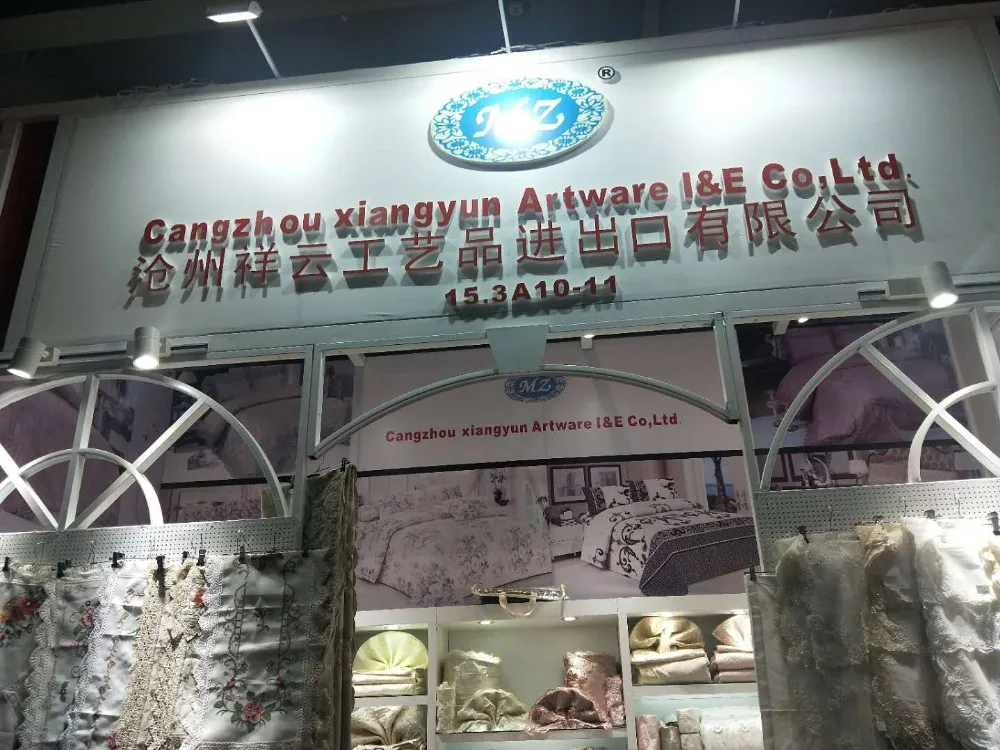 ®
MZ
Cangzhou xiangyun Artware I&E Co,Ltd.
沧州祥云工艺品进出口有限公司
15.3A10-11
MZ
Cangzhou xiangyun Artware I&E Co,Ltd.